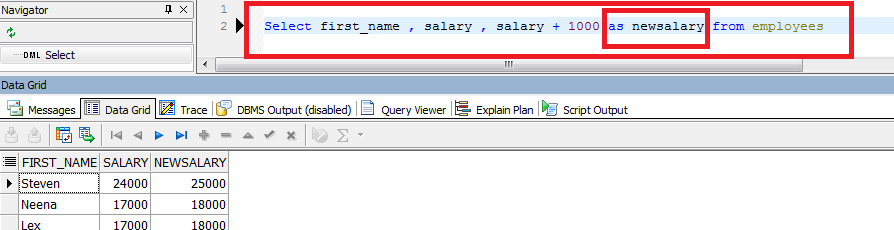 Navigator
1
2 Select first_name , salary , salary + 1000 as newsalary from employees
DML Select
Data Grid
Messages Data Grid Trace DBMS Output (disabled) Query Viewer Explain Plan Script Output
FIRST_NAME SALARY NEWSALARY
Steven 24000 25000
Neena 17000 18000
Lex 17000 18000